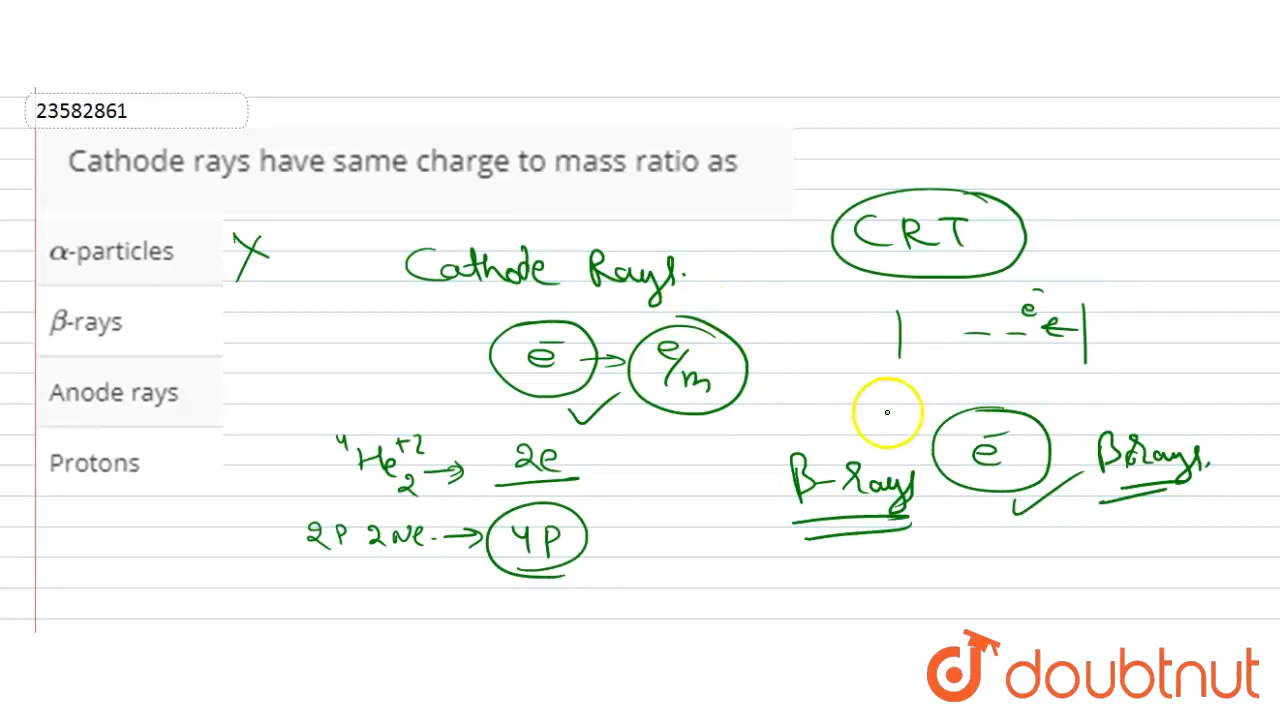 23582861
Cathode rays have same charge to mass ratio as
α-particles
β-rays
Anode rays
Protons
X
Cathode Rays.
CRT
e⁻ → e/m
e⁻
⁴He₂⁺² → 2e
2P 2Ne. → 4P
β-rays
e⁻
β-rays.
doubtnut